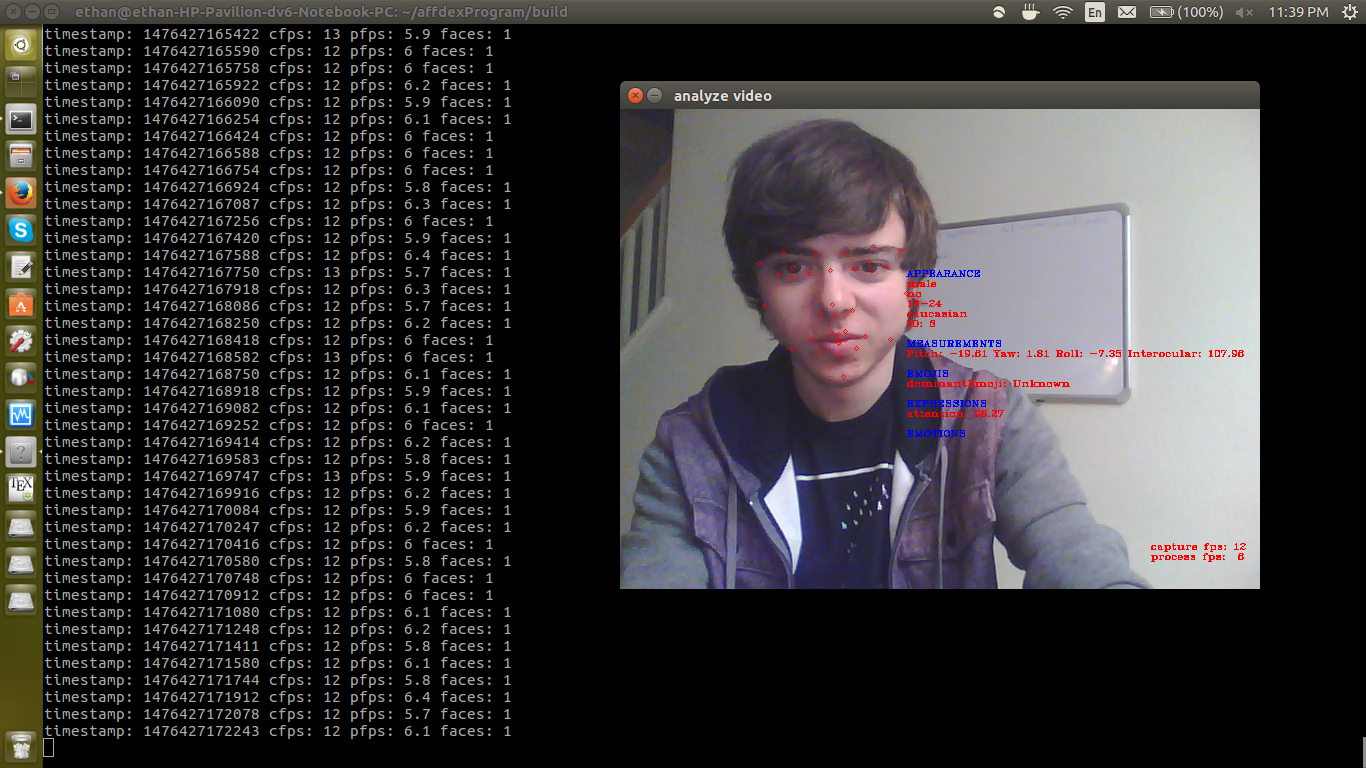 ethan@ethan-HP-Pavilion-dv6-Notebook-PC: ~/affdexProgram/build
En
(100%)
11:39 PM
timestamp: 1476427165422 cfps: 13 pfps: 5.9 faces: 1
timestamp: 1476427165590 cfps: 12 pfps: 6 faces: 1
timestamp: 1476427165758 cfps: 12 pfps: 6 faces: 1
timestamp: 1476427165922 cfps: 12 pfps: 6.2 faces: 1
timestamp: 1476427166090 cfps: 12 pfps: 5.9 faces: 1
timestamp: 1476427166254 cfps: 12 pfps: 6.1 faces: 1
timestamp: 1476427166424 cfps: 12 pfps: 6 faces: 1
timestamp: 1476427166588 cfps: 12 pfps: 6 faces: 1
timestamp: 1476427166754 cfps: 12 pfps: 6 faces: 1
timestamp: 1476427166924 cfps: 12 pfps: 5.8 faces: 1
timestamp: 1476427167087 cfps: 12 pfps: 6.3 faces: 1
timestamp: 1476427167256 cfps: 12 pfps: 6 faces: 1
timestamp: 1476427167420 cfps: 12 pfps: 5.9 faces: 1
timestamp: 1476427167588 cfps: 12 pfps: 6.4 faces: 1
timestamp: 1476427167750 cfps: 13 pfps: 5.7 faces: 1
timestamp: 1476427167918 cfps: 12 pfps: 6.3 faces: 1
timestamp: 1476427168086 cfps: 12 pfps: 5.7 faces: 1
timestamp: 1476427168250 cfps: 12 pfps: 6.2 faces: 1
timestamp: 1476427168418 cfps: 12 pfps: 6 faces: 1
timestamp: 1476427168582 cfps: 13 pfps: 6 faces: 1
timestamp: 1476427168750 cfps: 12 pfps: 6.1 faces: 1
timestamp: 1476427168918 cfps: 12 pfps: 5.9 faces: 1
timestamp: 1476427169082 cfps: 12 pfps: 6.1 faces: 1
timestamp: 1476427169252 cfps: 12 pfps: 6 faces: 1
timestamp: 1476427169414 cfps: 12 pfps: 6.2 faces: 1
timestamp: 1476427169583 cfps: 12 pfps: 5.8 faces: 1
timestamp: 1476427169747 cfps: 13 pfps: 5.9 faces: 1
timestamp: 1476427169916 cfps: 12 pfps: 6.2 faces: 1
timestamp: 1476427170084 cfps: 12 pfps: 5.9 faces: 1
timestamp: 1476427170247 cfps: 12 pfps: 6.2 faces: 1
timestamp: 1476427170416 cfps: 12 pfps: 6 faces: 1
timestamp: 1476427170580 cfps: 12 pfps: 5.8 faces: 1
timestamp: 1476427170748 cfps: 12 pfps: 6 faces: 1
timestamp: 1476427170912 cfps: 12 pfps: 6 faces: 1
timestamp: 1476427171080 cfps: 12 pfps: 6.1 faces: 1
timestamp: 1476427171248 cfps: 12 pfps: 6.2 faces: 1
timestamp: 1476427171411 cfps: 12 pfps: 5.8 faces: 1
timestamp: 1476427171580 cfps: 12 pfps: 6.1 faces: 1
timestamp: 1476427171744 cfps: 12 pfps: 5.8 faces: 1
timestamp: 1476427171912 cfps: 12 pfps: 6.4 faces: 1
timestamp: 1476427172078 cfps: 12 pfps: 5.7 faces: 1
timestamp: 1476427172243 cfps: 12 pfps: 6.1 faces: 1
analyze video
APPEARANCE
male
no
caucasian
MEASUREMENTS
Pitch: -19.61 Yaw: 1.81 Roll: -7.35 Interocular: 107.96
EMOJIS
dominantEmoji: Unknown
EXPRESSIONS
attention:
EMOTIONS
capture fps: 12
process fps: 6
TEX